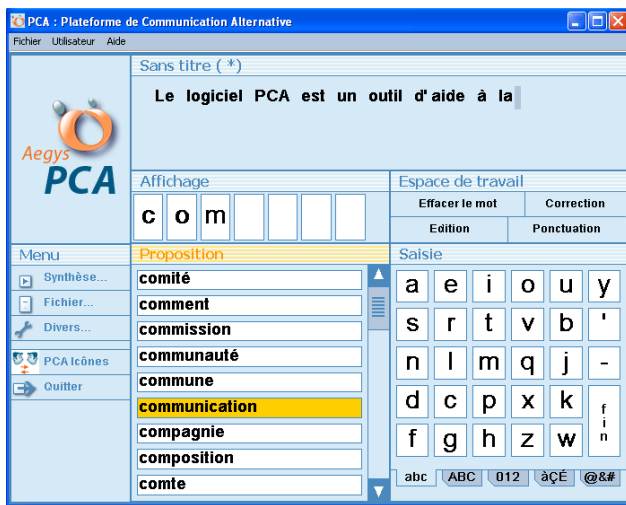 PCA : Plateforme de Communication Alternative
Fichier Utilisateur Aide
Aegys
PCA
Sans titre ( *)
Le logiciel PCA est un outil d'aide à la
Affichage
c o m
Espace de travail
Effacer le mot Correction
Edition Ponctuation
Menu
Synthèse...
Fichier...
Divers...
PCA Icônes
Quitter
Proposition
comité
comment
commission
communauté
commune
communication
compagnie
composition
comte
Saisie
a e i o u y
s r t v b '
n l m q j -
d c p x k fin
f g h z w
abc ABC 012 àÇÉ @&#